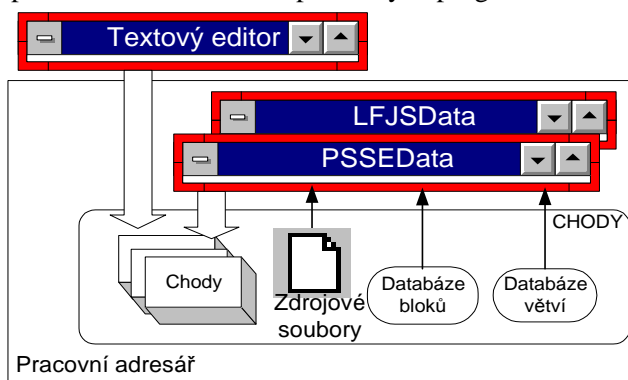 Textový editor
LFJSData
PSSEData
CHODY
Chody
Zdrojové
soubory
Databáze
bloků
Databáze
větví
Pracovní adresář